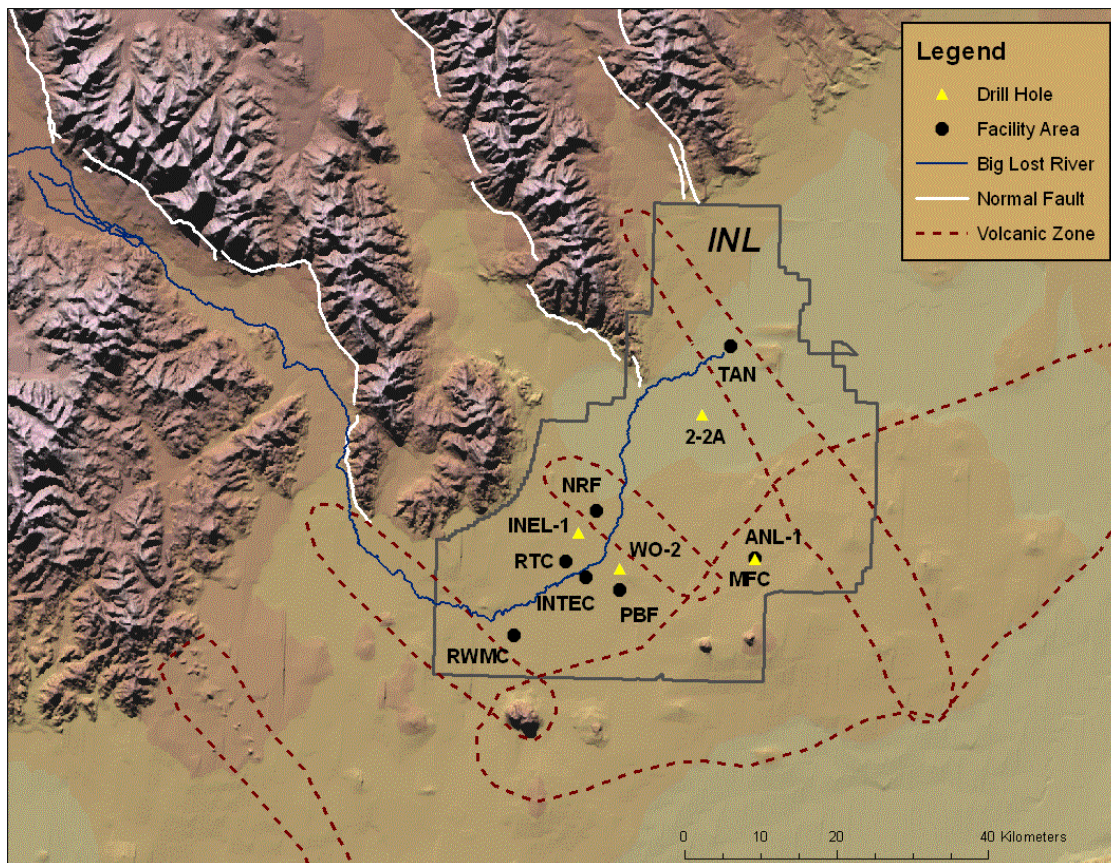 Legend
Drill Hole
Facility Area
Big Lost River
Normal Fault
Volcanic Zone
INL
TAN
2-2A
NRF
INEL-1
WO-2
ANL-1
RTC
MFC
INTEC
PBF
RWMC
0 10 20 40 Kilometers